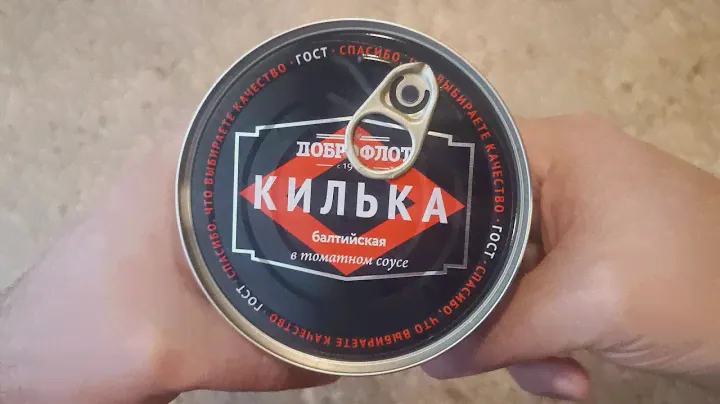 СПАСИБО, ЧТО ВЫБИРАЕТЕ КАЧЕСТВО · ГОСТ · СПАСИБО, ВЫБИРАЕТЕ КАЧЕСТВО · ГОСТ · СПАСИБО, ЧТО ВЫБИРАЕТЕ КАЧЕСТВО · ГОСТ ·
ДОБРОФЛОТ
КИЛЬКА
балтийская
в томатном соусе